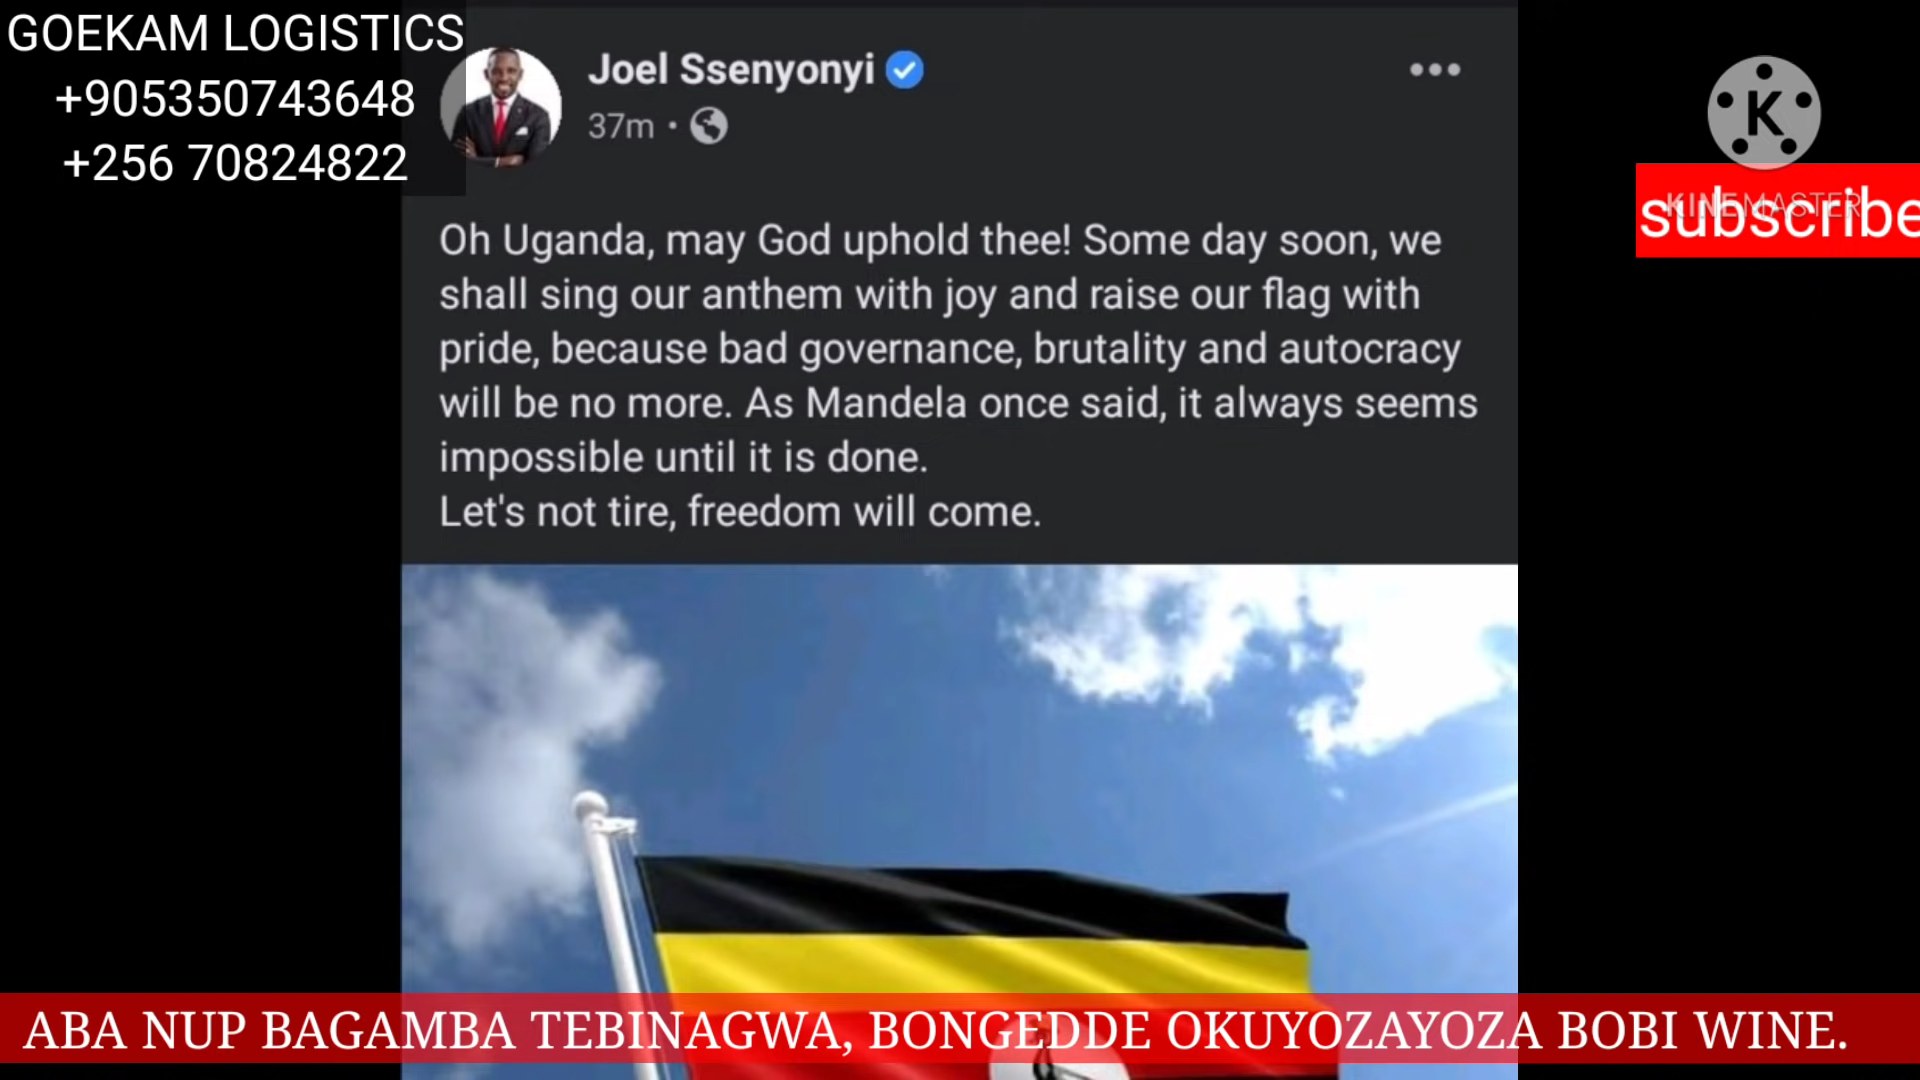 GOEKAM LOGISTICS
+905350743648
+256 70824822
Joel Ssenyonyi
37m ·
Oh Uganda, may God uphold thee! Some day soon, we
shall sing our anthem with joy and raise our flag with
pride, because bad governance, brutality and autocracy
will be no more. As Mandela once said, it always seems
impossible until it is done.
Let's not tire, freedom will come.
K
KINEMASTER
subscribe
ABA NUP BAGAMBA TEBINAGWA, BONGEDDE OKUYOZAYOZA BOBI WINE.